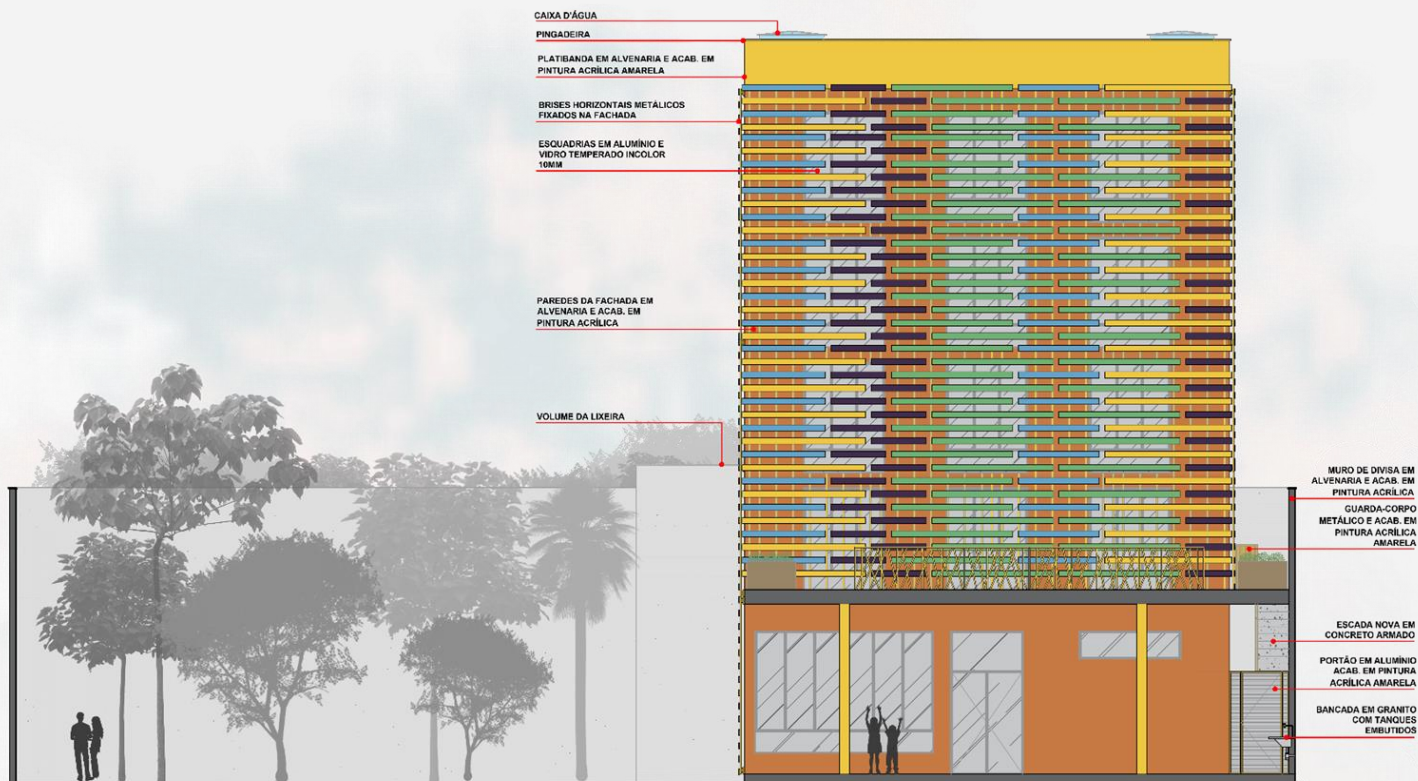 CAIXA D'ÁGUA
PINGADEIRA
PLATIBANDA EM ALVENARIA E ACAB. EM
PINTURA ACRÍLICA AMARELA
BRISES HORIZONTAIS METÁLICOS
FIXADOS NA FACHADA
ESQUADRIAS EM ALUMÍNIO E
VIDRO TEMPERADO INCOLOR
10MM
PAREDES DA FACHADA EM
ALVENARIA E ACAB. EM
PINTURA ACRÍLICA
VOLUME DA LIXEIRA
MURO DE DIVISA EM
ALVENARIA E ACAB. EM
PINTURA ACRÍLICA
GUARDA-CORPO
METÁLICO E ACAB. EM
PINTURA ACRÍLICA
AMARELA
ESCADA NOVA EM
CONCRETO ARMADO
PORTÃO EM ALUMÍNIO
ACAB. EM PINTURA
ACRÍLICA AMARELA
BANCADA EM GRANITO
COM TANQUES
EMBUTIDOS